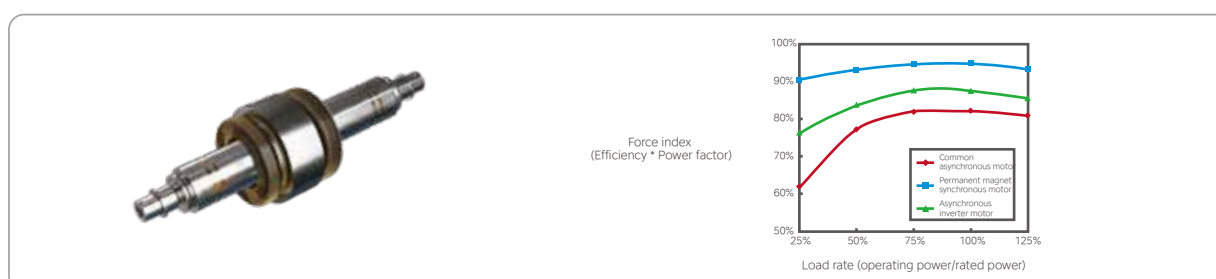 100%
90%
80%
70%
60%
50%
25%
50%
75%
100%
125%
Force index
(Efficiency * Power factor)
Common
asynchronous motor
Permanent magnet
synchronous motor
Asynchronous
inverter motor
Load rate (operating power/rated power)